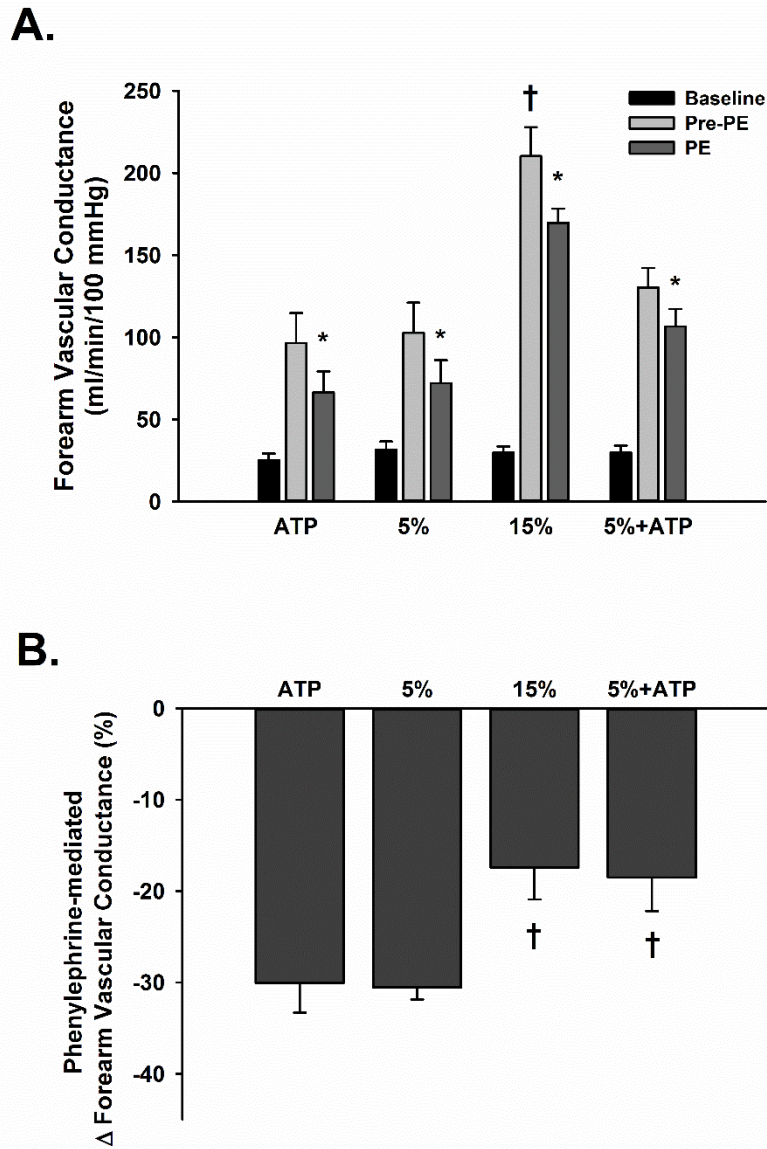 A.
Forearm Vascular Conductance
(ml/min/100 mmHg)
250
200
150
100
50
0
†
*
*
*
*
Baseline
Pre-PE
PE
ATP
5%
15%
5%+ATP
B.
Phenylephrine-mediated
Δ Forearm Vascular Conductance (%)
ATP
5%
15%
5%+ATP
0
-10
-20
-30
-40
†
†